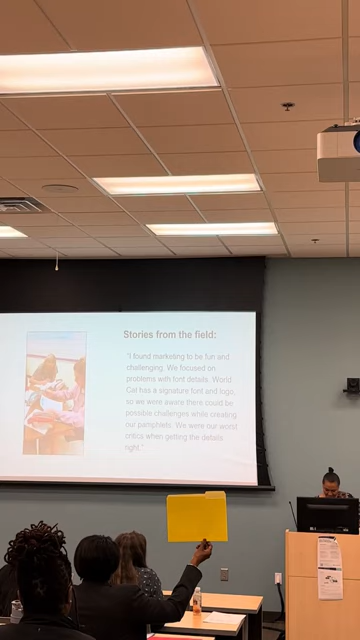 Stories from the field:
"I found marketing to be fun and
challenging. We focused on
problems with font details. World
Cat has a signature font and logo,
so we were aware there could be
possible challenges while creating
our pamphlets. We were our worst
critics when getting the details
right."